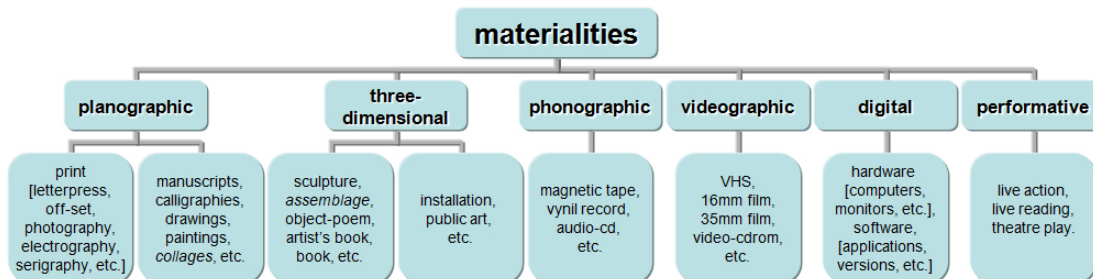 materialities
planographic
three-
dimensional
phonographic
videographic
digital
performative
print
[letterpress,
off-set,
photography,
electrography,
serigraphy, etc.]
manuscripts,
calligraphies,
drawings,
paintings,
collages, etc.
sculpture,
assemblage,
object-poem,
artist's book,
book, etc.
installation,
public art,
etc.
magnetic tape,
vynil record,
audio-cd,
etc.
VHS,
16mm film,
35mm film,
video-cdrom,
etc.
hardware
[computers,
monitors, etc.],
software,
[applications,
versions, etc.]
live action,
live reading,
theatre play.